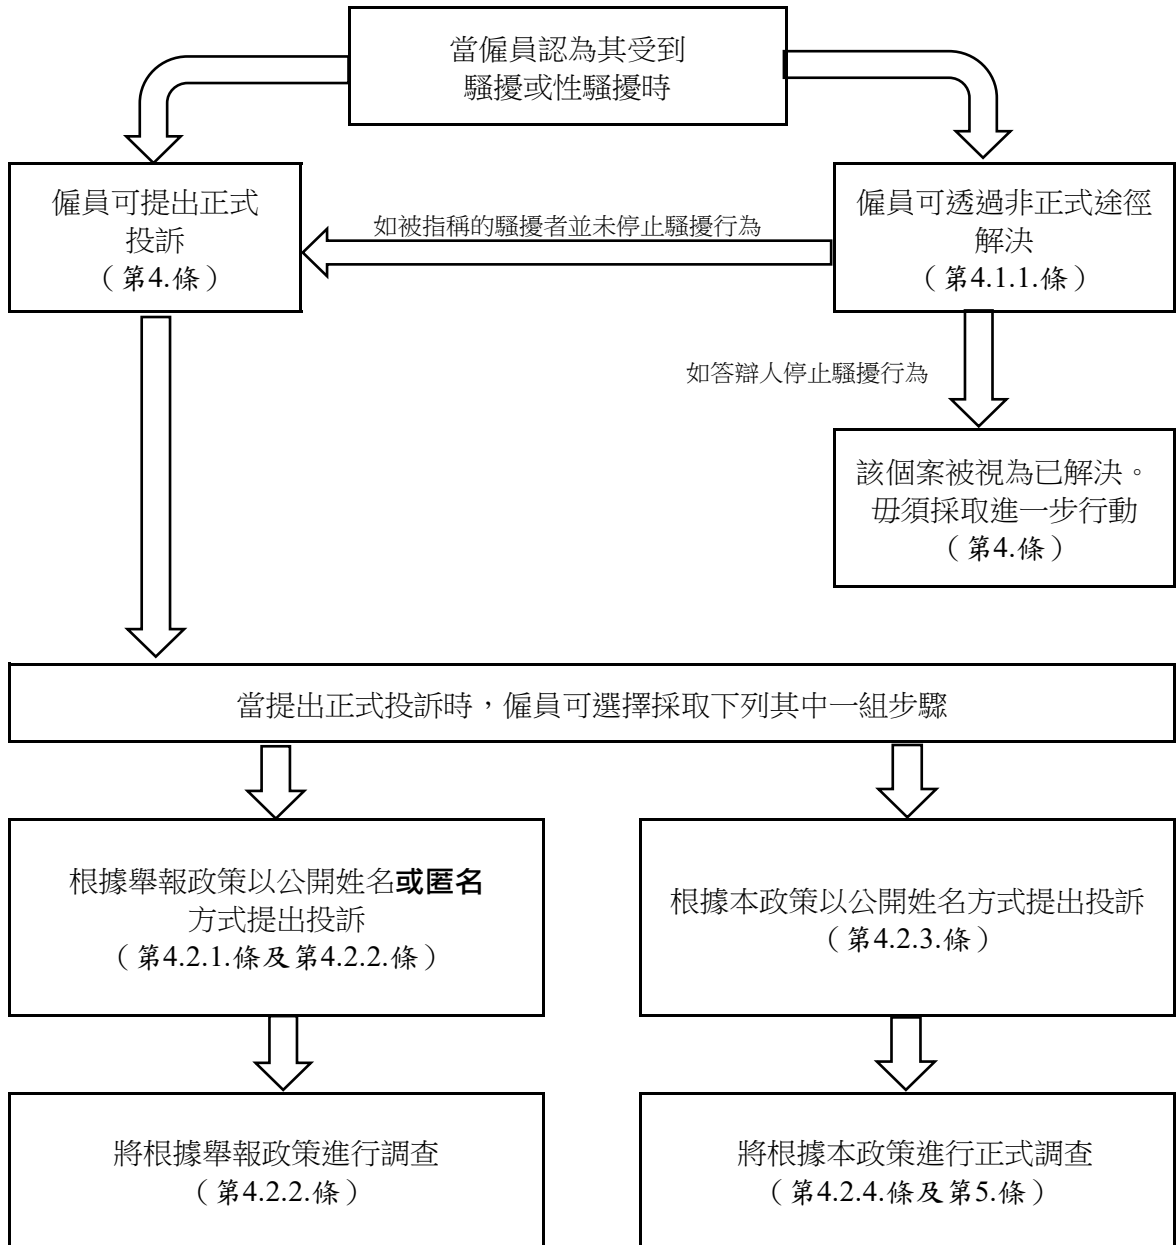 當僱員認為其受到
騷擾或性騷擾時
僱員可提出正式
投訴
（第4.條）
如被指稱的騷擾者並未停止騷擾行為
僱員可透過非正式途徑
解決
（第4.1.1.條）
如答辯人停止騷擾行為
該個案被視為已解決。
毋須採取進一步行動
（第4.條）
當提出正式投訴時，僱員可選擇採取下列其中一組步驟
根據舉報政策以公開姓名或匿名
方式提出投訴
（第4.2.1.條及第4.2.2.條）
根據本政策以公開姓名方式提出投訴
（第4.2.3.條）
將根據舉報政策進行調查
（第4.2.2.條）
將根據本政策進行正式調查
（第4.2.4.條及第5.條）